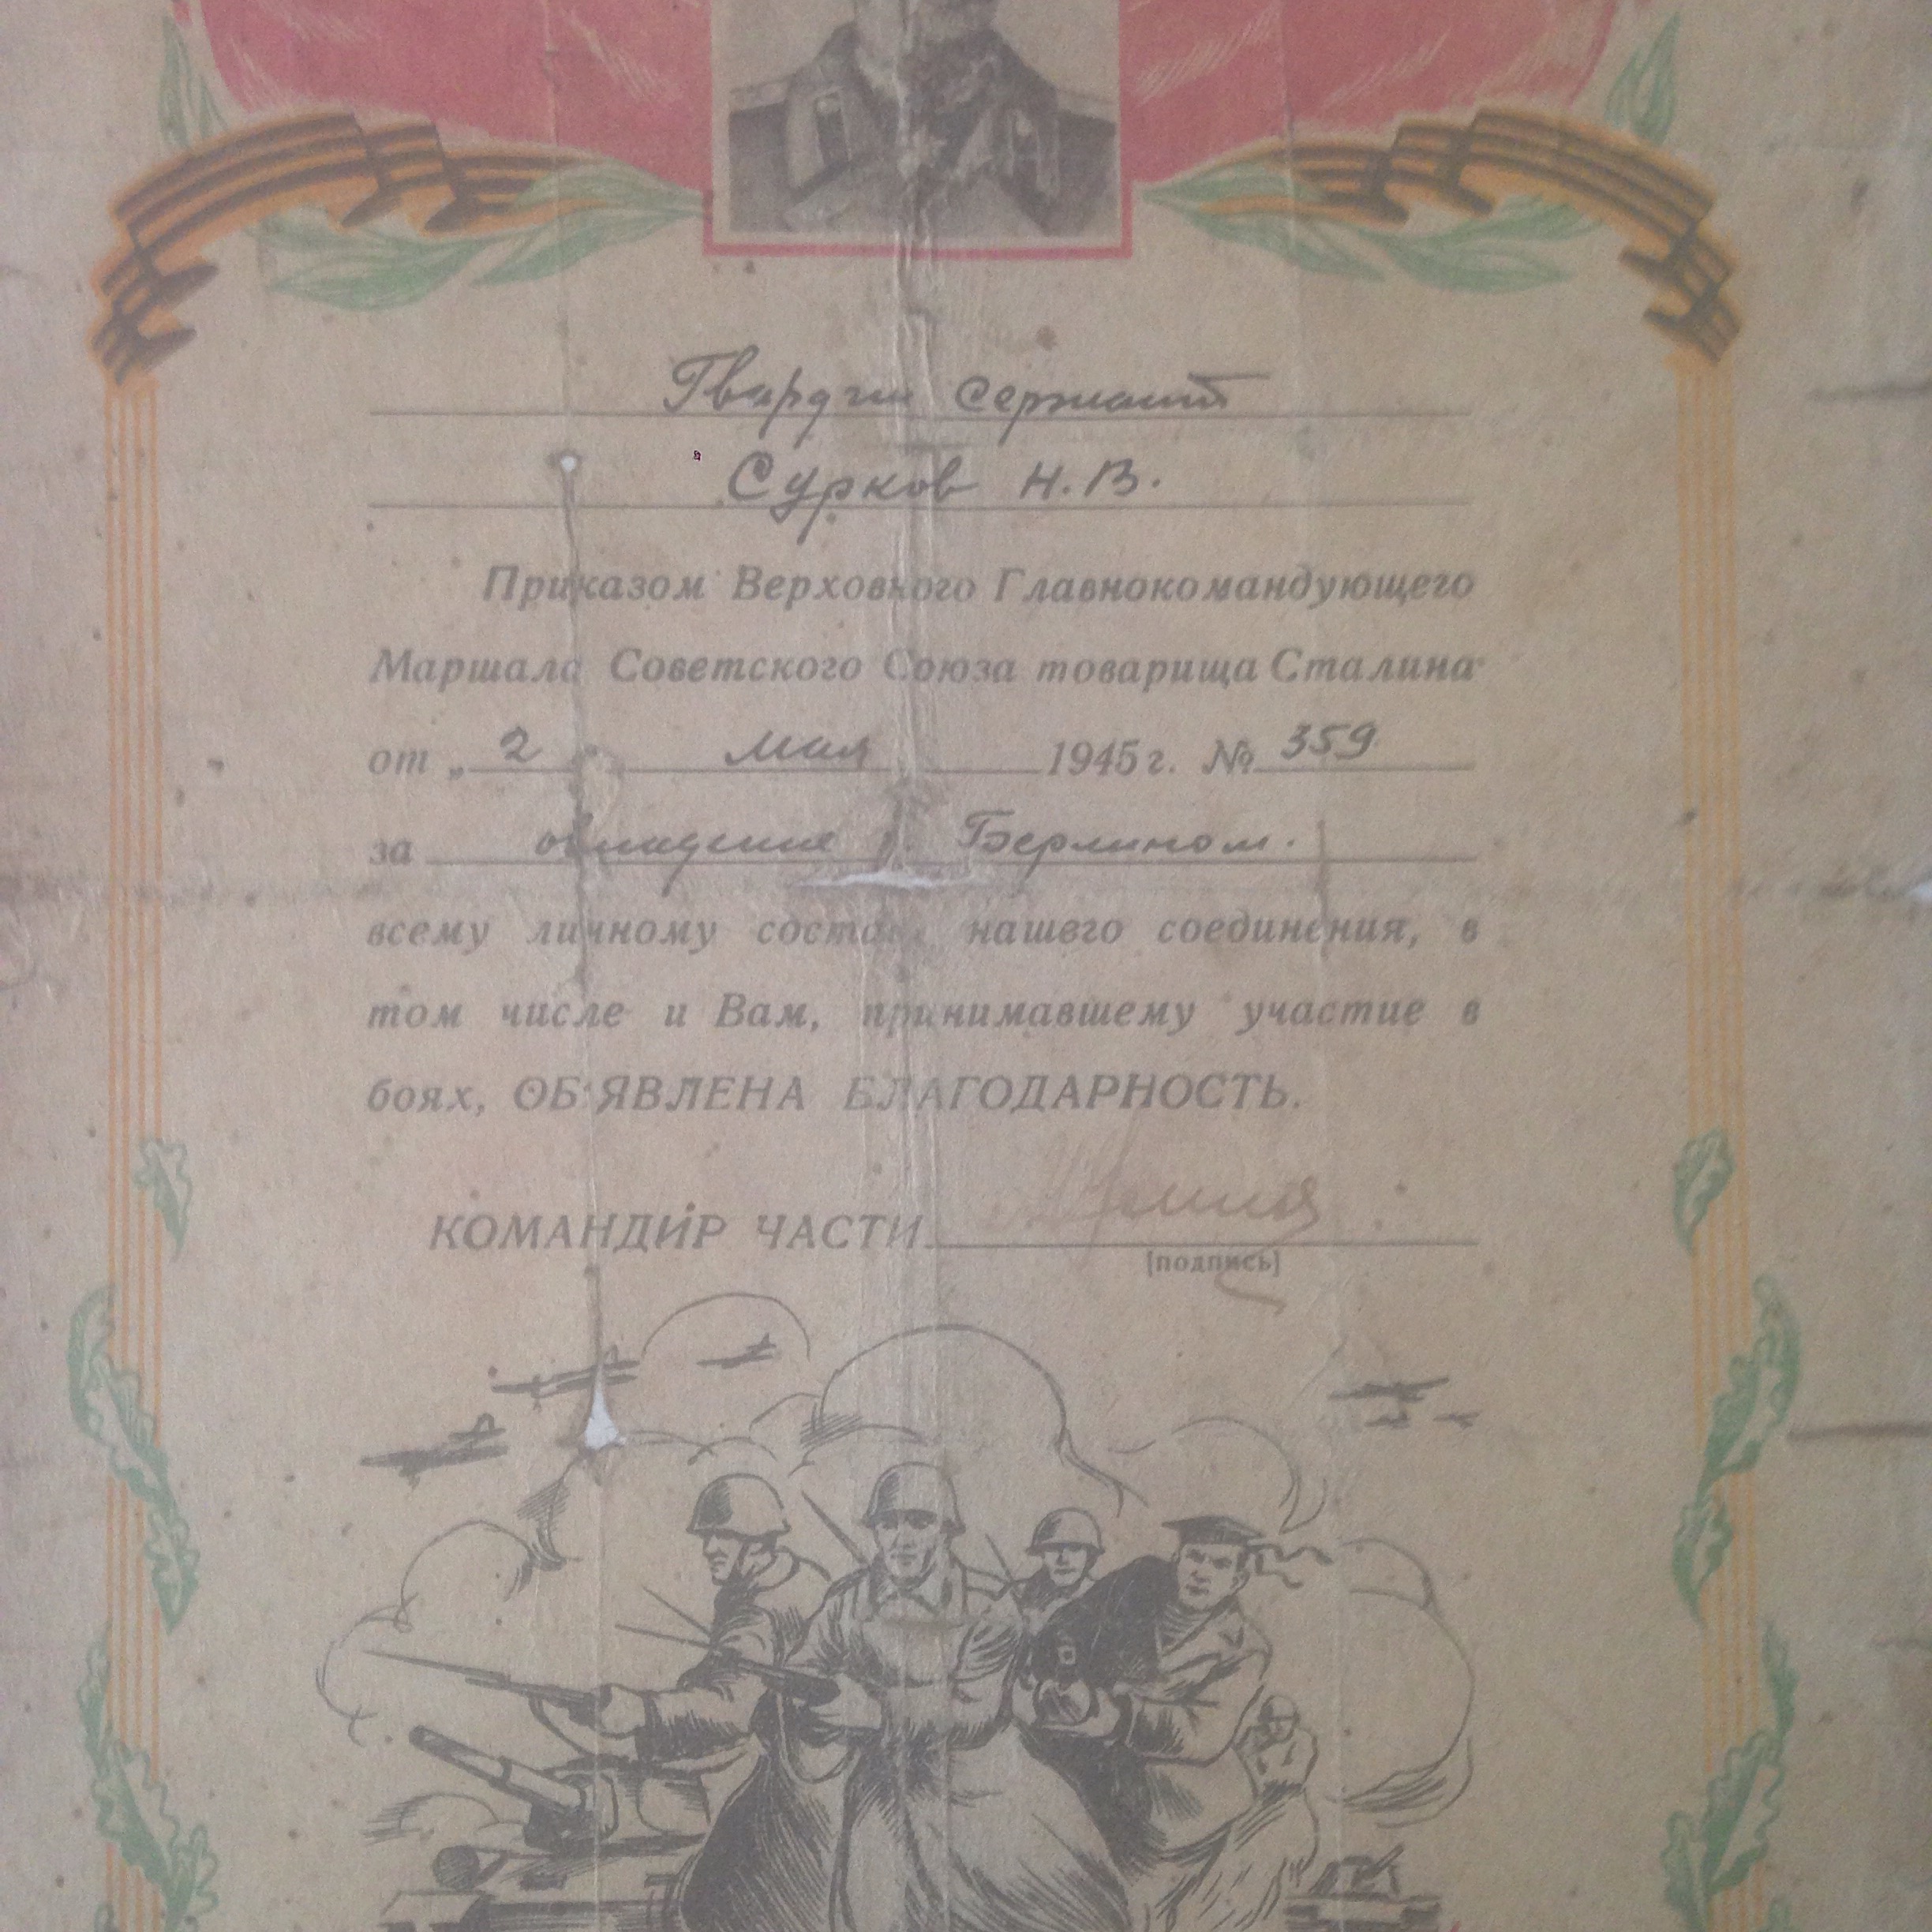 Гвардии сержант
Сурков Н.В.
Приказом Верховного Главнокомандующего
Маршала Советского Союза товарища Сталина
от „ 2 мая 1945 г. № 359
за овладение г. Берлином.
всему личному состав нашего соединения, в
том числе и Вам, принимавшему участие в
боях, ОБ'ЯВЛЕНА БЛАГОДАРНОСТЬ.
КОМАНДИР ЧАСТИ
[подпись]